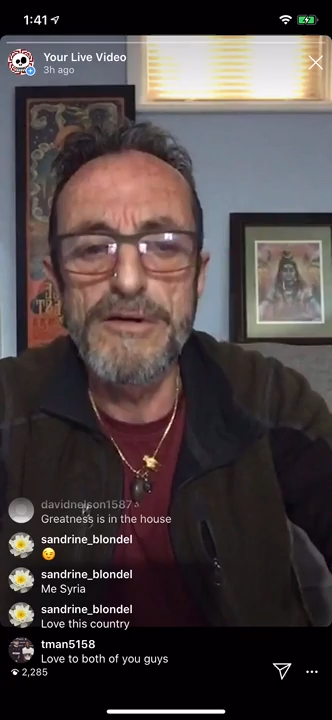 1:41
Your Live Video
3h ago
davidnelson1587
Greatness is in the house
sandrine_blondel
😉
sandrine_blondel
Me Syria
sandrine_blondel
Love this country
tman5158
Love to both of you guys
2,285